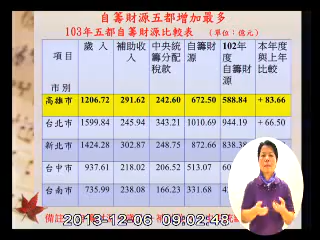 自籌財源五都增加最多
103年五都自籌財源比較表 (單位:億元)
項目 市別 歲入 補助收入 中央統籌分配稅款 自籌財源 102年度自籌財源 本年度與上年比較
高雄市 1206.72 291.62 242.60 672.50 588.84 +83.66
台北市 1599.84 245.94 343.21 1010.69 944.19 +66.50
新北市 1424.28 302.87 248.75 872.66 838.38
台中市 937.61 218.02 206.52 513.07
台南市 735.99 238.08 166.23 331.68
備註
2013-12-06 09:02:48